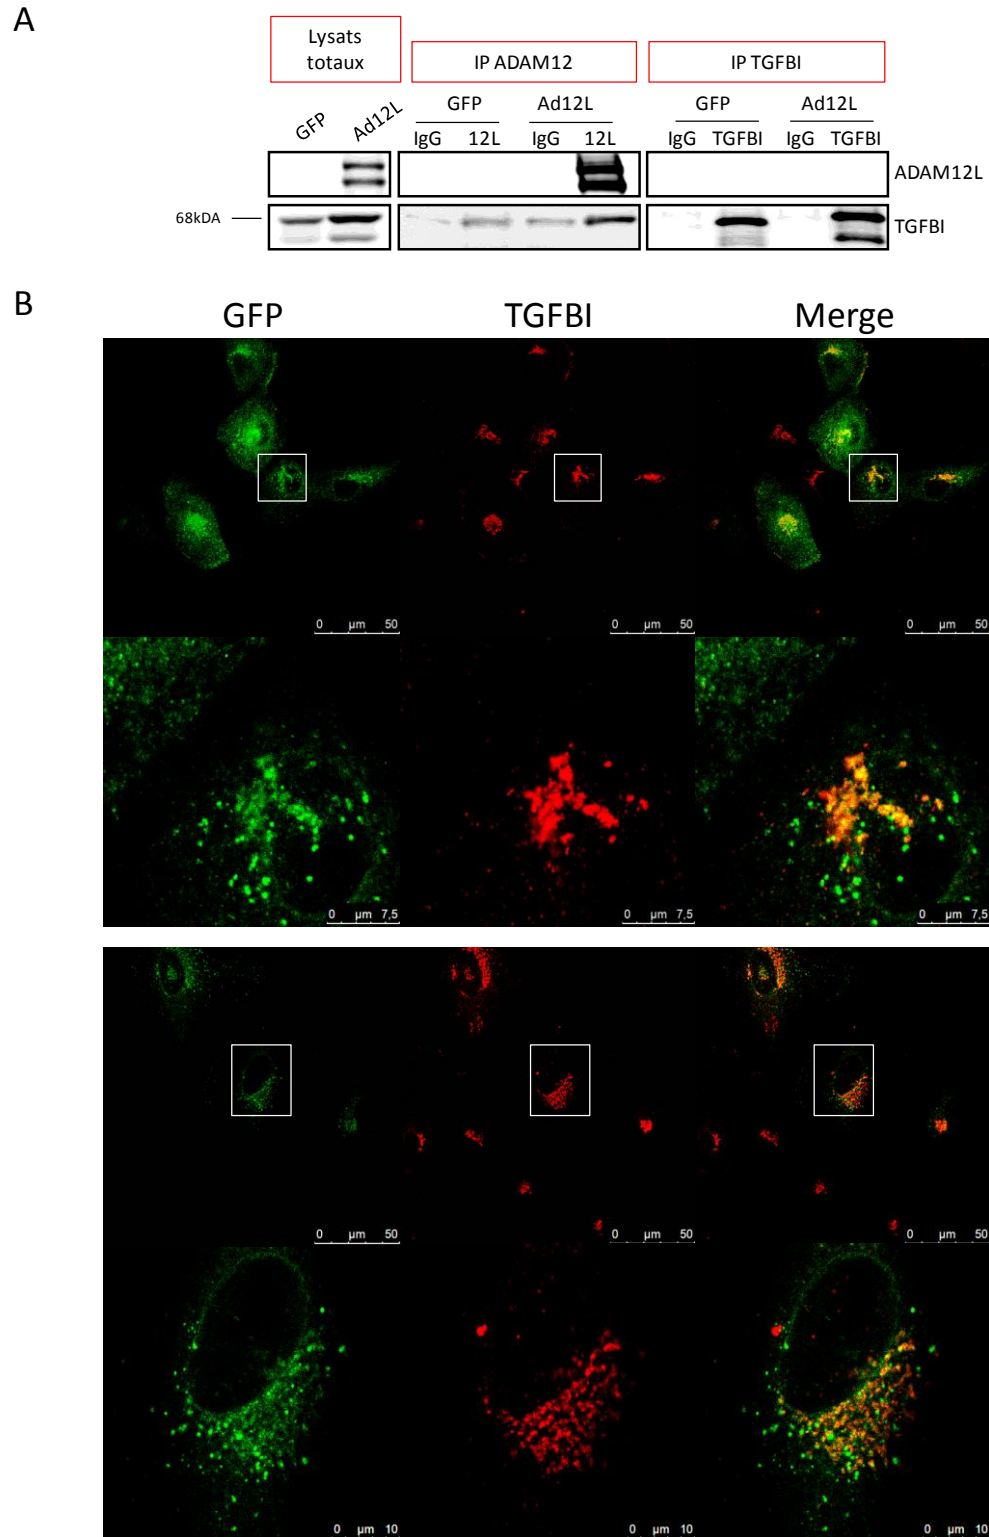 A
Lysats
totaux
IP ADAM12
IP TGFBI
GFP Ad12L
GFP Ad12L
GFP Ad12L
IgG 12L IgG 12L
IgG TGFBI IgG TGFBI
ADAM12L
68kDA
TGFBI
B
GFP TGFBI Merge
0 µm 50 0 µm 50 0 µm 50
0 µm 7,5 0 µm 7,5 0 µm 7,5
0 µm 50 0 µm 50 0 µm 50
0 µm 10 0 µm 10 0 µm 10